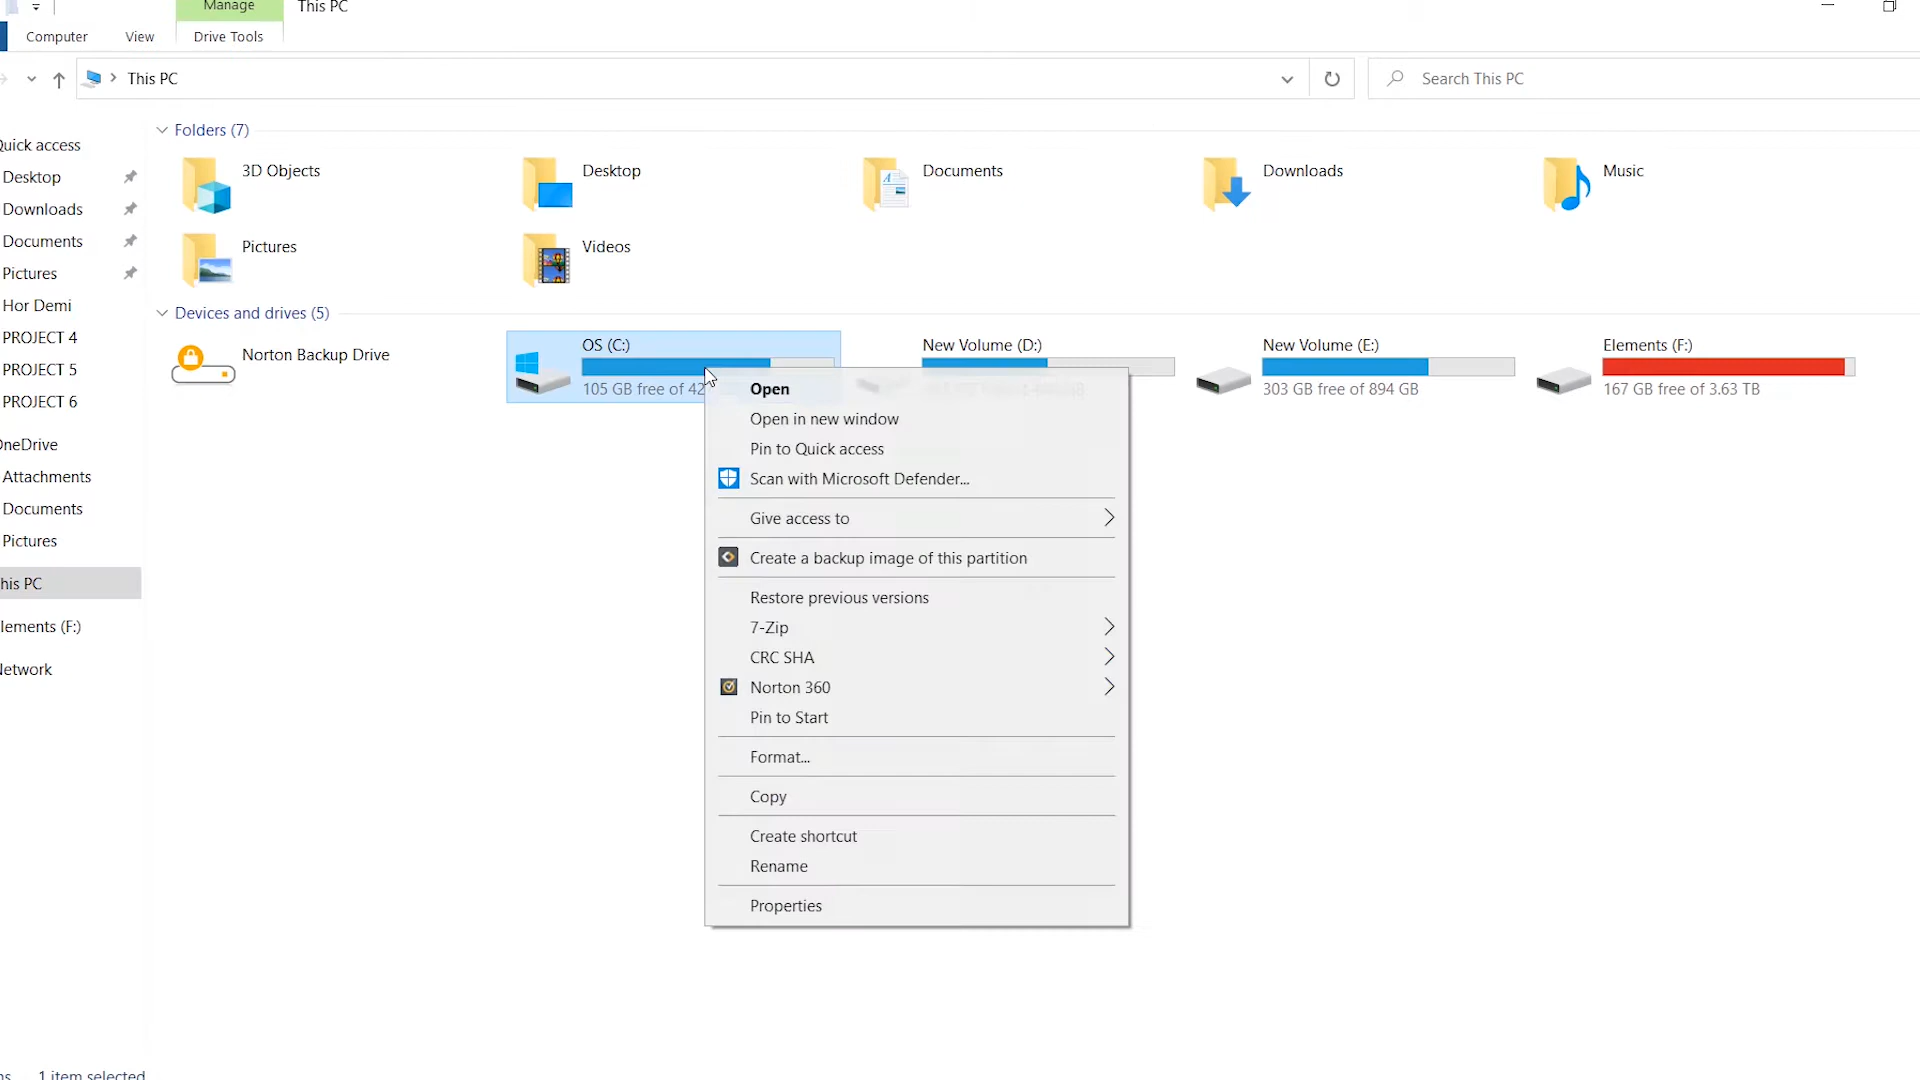 Manage
This PC
Computer
View
Drive Tools
This PC
Search This PC
Quick access
Desktop
Downloads
Documents
Pictures
Hor Demi
PROJECT 4
PROJECT 5
PROJECT 6
OneDrive
Attachments
Documents
Pictures
This PC
Elements (F:)
Network
Folders (7)
3D Objects
Desktop
Documents
Downloads
Music
Pictures
Videos
Devices and drives (5)
Norton Backup Drive
OS (C:)
105 GB free of 42
New Volume (D:)
New Volume (E:)
303 GB free of 894 GB
Elements (F:)
167 GB free of 3.63 TB
Open
Open in new window
Pin to Quick access
Scan with Microsoft Defender...
Give access to
Create a backup image of this partition
Restore previous versions
7-Zip
CRC SHA
Norton 360
Pin to Start
Format...
Copy
Create shortcut
Rename
Properties
1 item selected